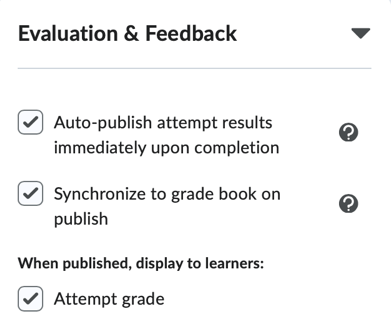 Evaluation & Feedback
Auto-publish attempt results
immediately upon completion
Synchronize to grade book on
publish
When published, display to learners:
Attempt grade